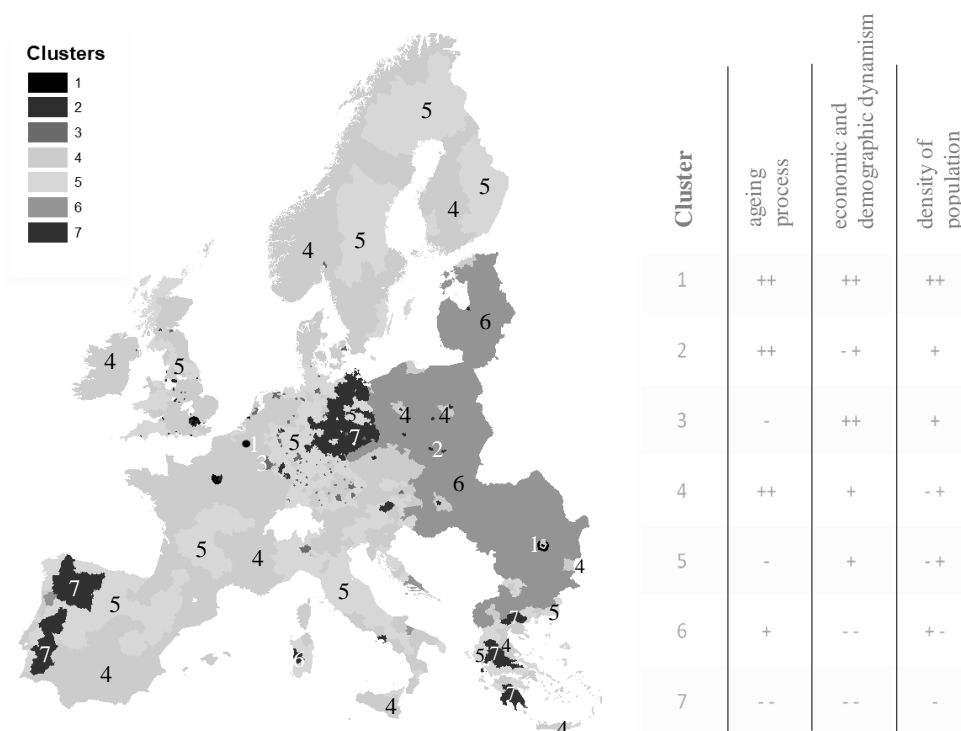 Clusters
1
2
3
4
5
6
7
5
5
4
5
4
6
4
5
5
4
4
1
5
7
2
3
6
5
4
1
4
5
7
5
7
4
6
4
5
7
5
7
4
7
4
Cluster
ageing
process
economic and
demographic dynamism
density of
population
1 ++ ++ ++
2 ++ - + +
3 - ++ +
4 ++ + - +
5 - + - +
6 + - - + -
7 - - - - -